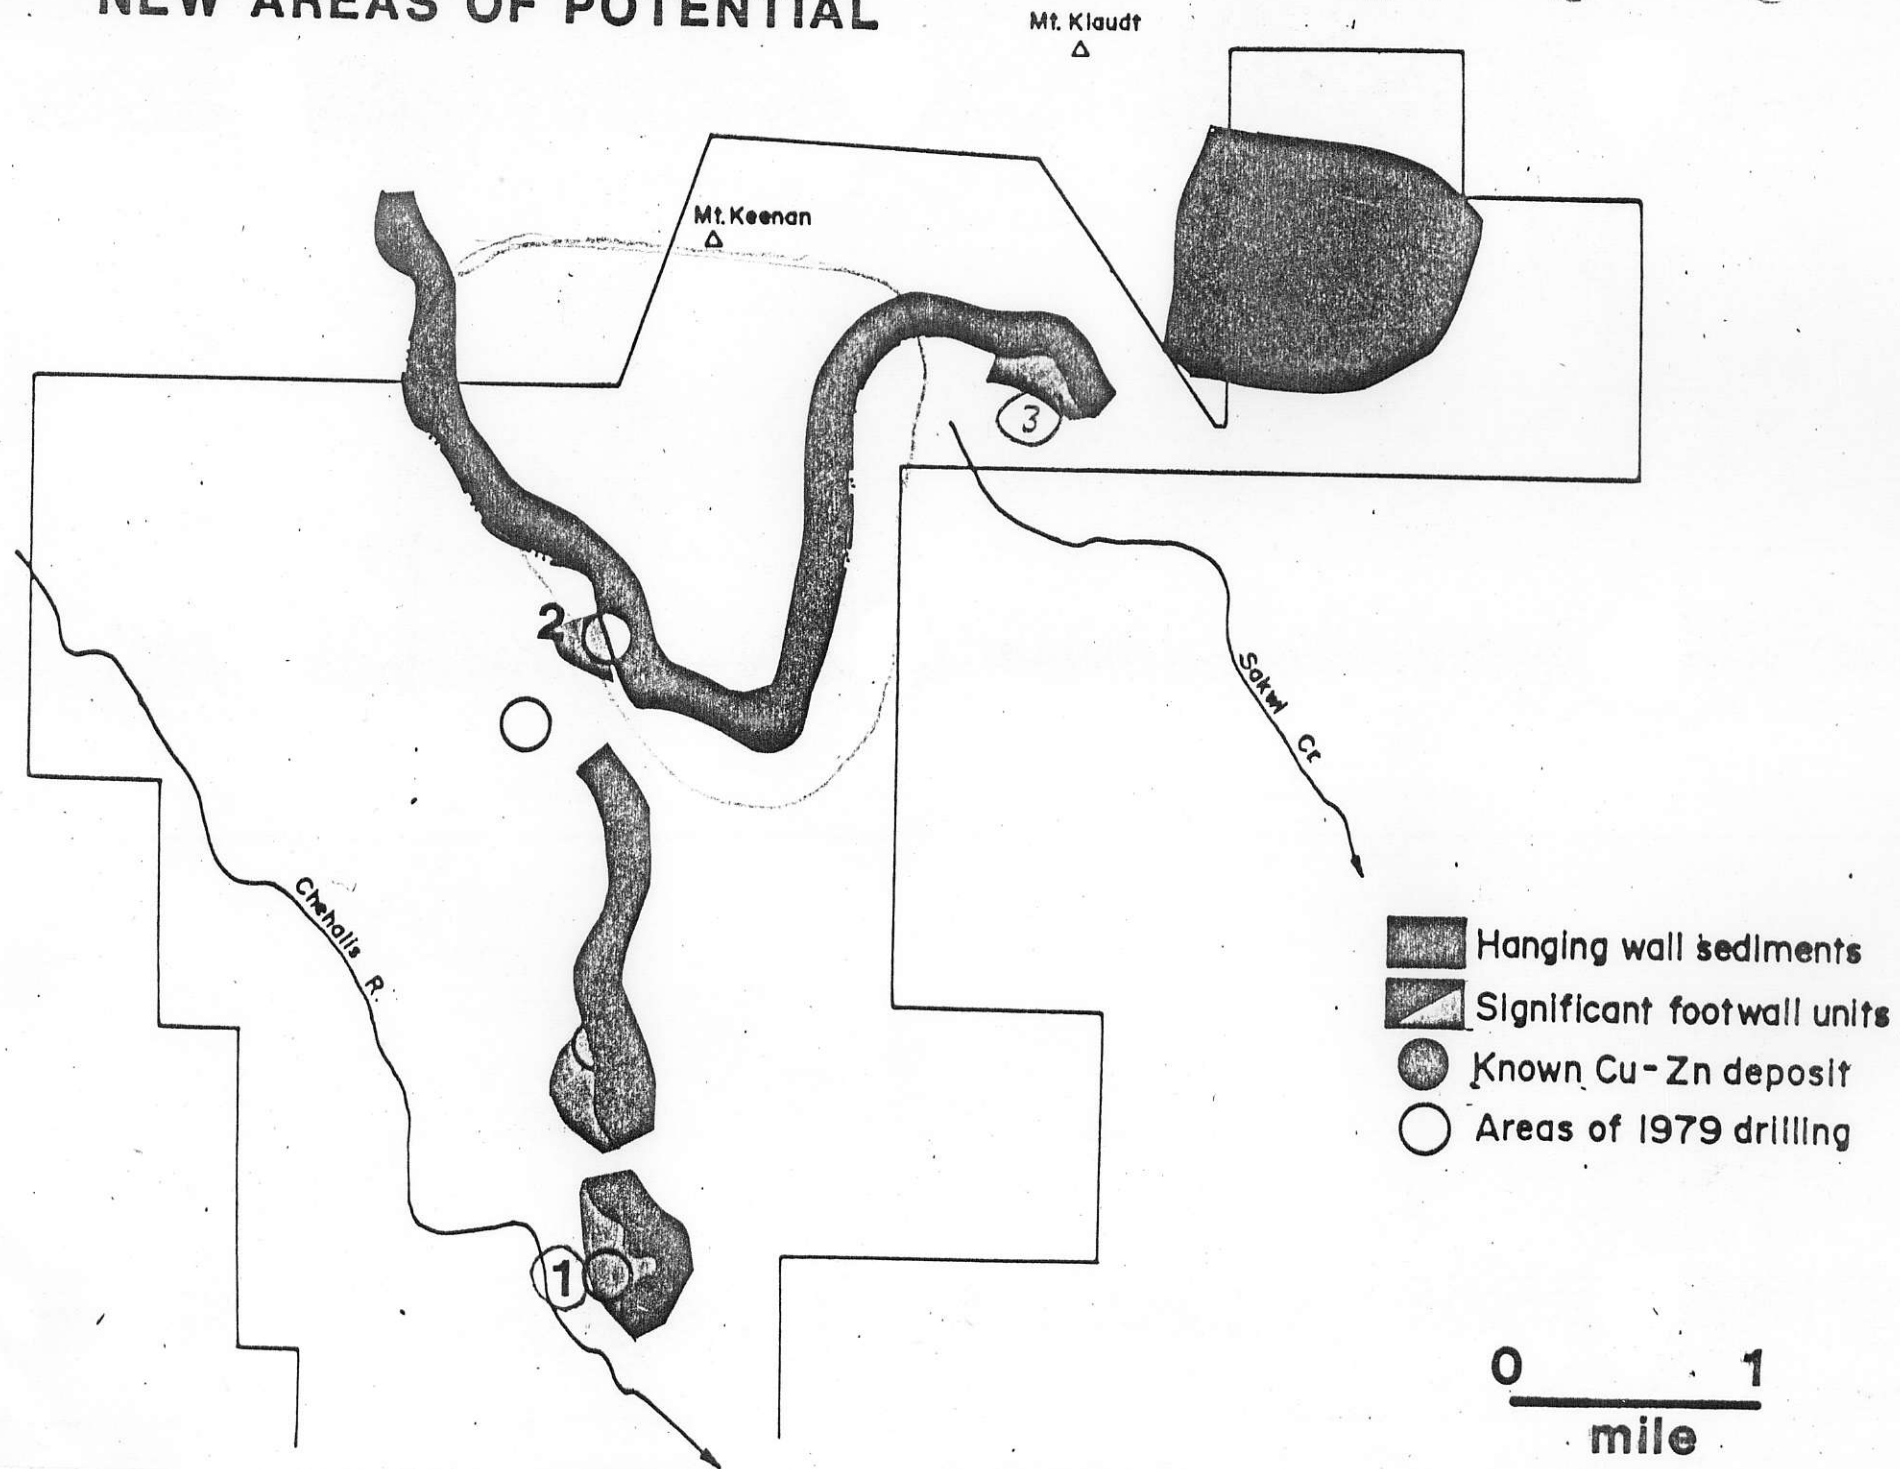 NEW AREAS OF POTENTIAL
Mt. Klaudt
Mt. Keenan
3
2
Sakwi Cr
Chehalis R.
1
Hanging wall sediments
Significant footwall units
Known Cu-Zn deposit
Areas of 1979 drilling
0 1
mile